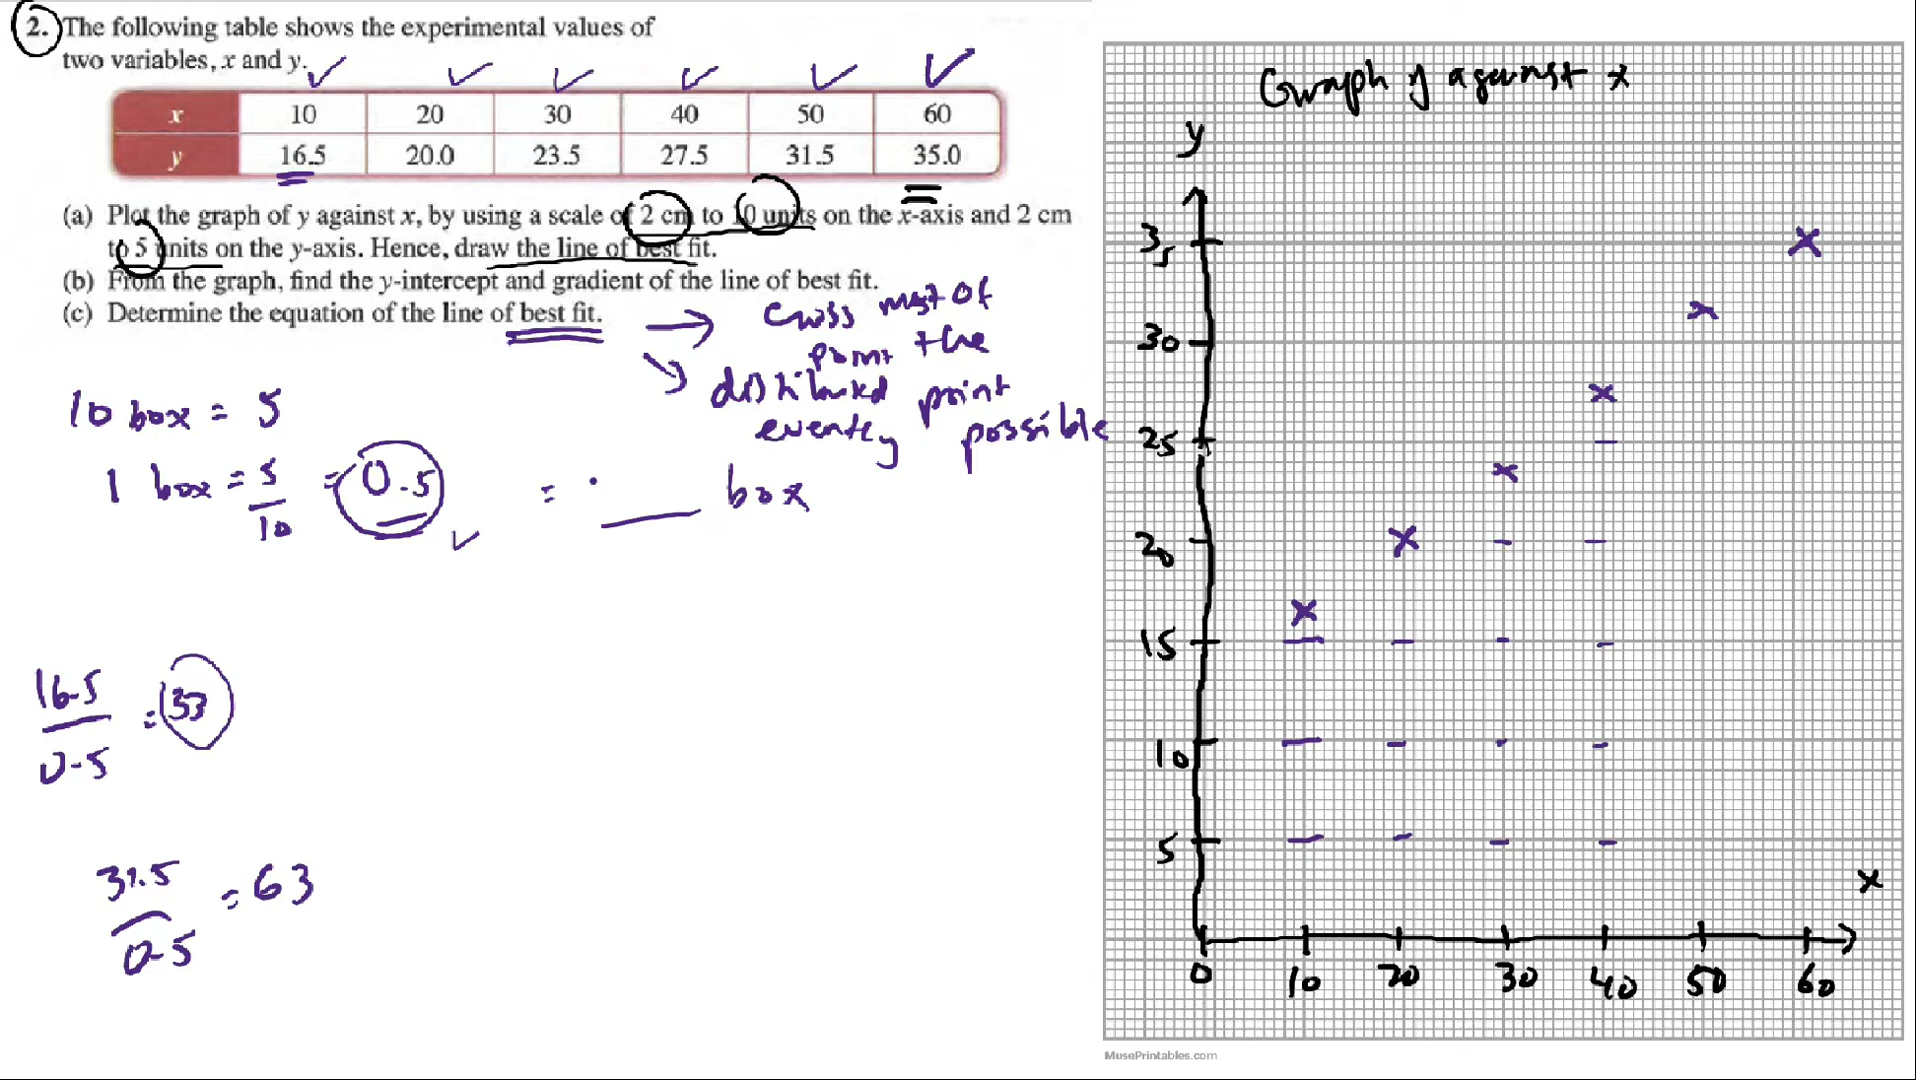 2. The following table shows the experimental values of
two variables, x and y.
x 10 20 30 40 50 60
y 16.5 20.0 23.5 27.5 31.5 35.0
(a) Plot the graph of y against x, by using a scale of 2 cm to 10 units on the x-axis and 2 cm
to 5 units on the y-axis. Hence, draw the line of best fit.
(b) From the graph, find the y-intercept and gradient of the line of best fit.
(c) Determine the equation of the line of best fit.
→ cross most of
point the
distributed point
evenly possible
10 box = 5
1 box = 5/10 = 0.5 = ___ box
16.5/0.5 = 33
31.5/0.5 = 63
Graph y against x
y
35
30
25
20
15
10
5
x
0 10 20 30 40 50 60
MusePrintables.com